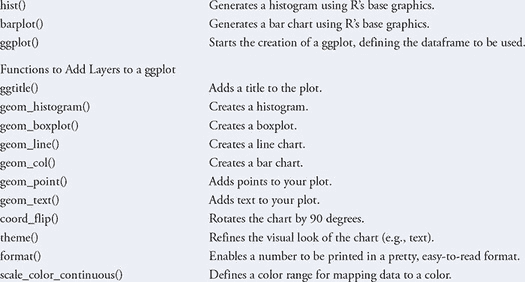 hist() Generates a histogram using R's base graphics.
barplot() Generates a bar chart using R's base graphics.
ggplot() Starts the creation of a ggplot, defining the dataframe to be used.
Functions to Add Layers to a ggplot
ggtitle() Adds a title to the plot.
geom_histogram() Creates a histogram.
geom_boxplot() Creates a boxplot.
geom_line() Creates a line chart.
geom_col() Creates a bar chart.
geom_point() Adds points to your plot.
geom_text() Adds text to your plot.
coord_flip() Rotates the chart by 90 degrees.
theme() Refines the visual look of the chart (e.g., text).
format() Enables a number to be printed in a pretty, easy-to-read format.
scale_color_continuous() Defines a color range for mapping data to a color.